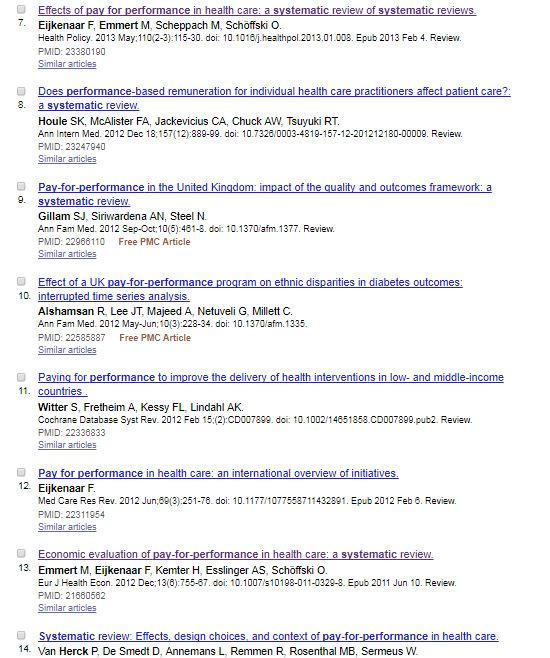 Effects of pay for performance in health care: a systematic review of systematic reviews.
7.
Eijkenaar F, Emmert M, Scheppach M, Schöffski O.
Health Policy. 2013 May;110(2-3):115-30. doi: 10.1016/j.healthpol.2013.01.008. Epub 2013 Feb 4. Review.
PMID: 23380190
Similar articles
Does performance-based remuneration for individual health care practitioners affect patient care?:
8. a systematic review.
Houle SK, McAlister FA, Jackevicius CA, Chuck AW, Tsuyuki RT.
Ann Intern Med. 2012 Dec 18;157(12):889-99. doi: 10.7326/0003-4819-157-12-201212180-00009. Review.
PMID: 23247940
Similar articles
Pay-for-performance in the United Kingdom: impact of the quality and outcomes framework: a
9. systematic review.
Gillam SJ, Siriwardena AN, Steel N.
Ann Fam Med. 2012 Sep-Oct;10(5):461-8. doi: 10.1370/afm.1377. Review.
PMID: 22966110 Free PMC Article
Similar articles
Effect of a UK pay-for-performance program on ethnic disparities in diabetes outcomes:
10. interrupted time series analysis.
Alshamsan R, Lee JT, Majeed A, Netuveli G, Millett C.
Ann Fam Med. 2012 May-Jun;10(3):228-34. doi: 10.1370/afm.1335.
PMID: 22585887 Free PMC Article
Similar articles
Paying for performance to improve the delivery of health interventions in low- and middle-income
11. countries .
Witter S, Fretheim A, Kessy FL, Lindahl AK.
Cochrane Database Syst Rev. 2012 Feb 15;(2):CD007899. doi: 10.1002/14651858.CD007899.pub2. Review.
PMID: 22336833
Similar articles
Pay for performance in health care: an international overview of initiatives.
12. Eijkenaar F.
Med Care Res Rev. 2012 Jun;69(3):251-76. doi: 10.1177/1077558711432891. Epub 2012 Feb 6. Review.
PMID: 22311954
Similar articles
Economic evaluation of pay-for-performance in health care: a systematic review.
13. Emmert M, Eijkenaar F, Kemter H, Esslinger AS, Schöffski O.
Eur J Health Econ. 2012 Dec;13(6):755-67. doi: 10.1007/s10198-011-0329-8. Epub 2011 Jun 10. Review.
PMID: 21660562
Similar articles
Systematic review: Effects, design choices, and context of pay-for-performance in health care.
14. Van Herck P, De Smedt D, Annemans L, Remmen R, Rosenthal MB, Sermeus W.